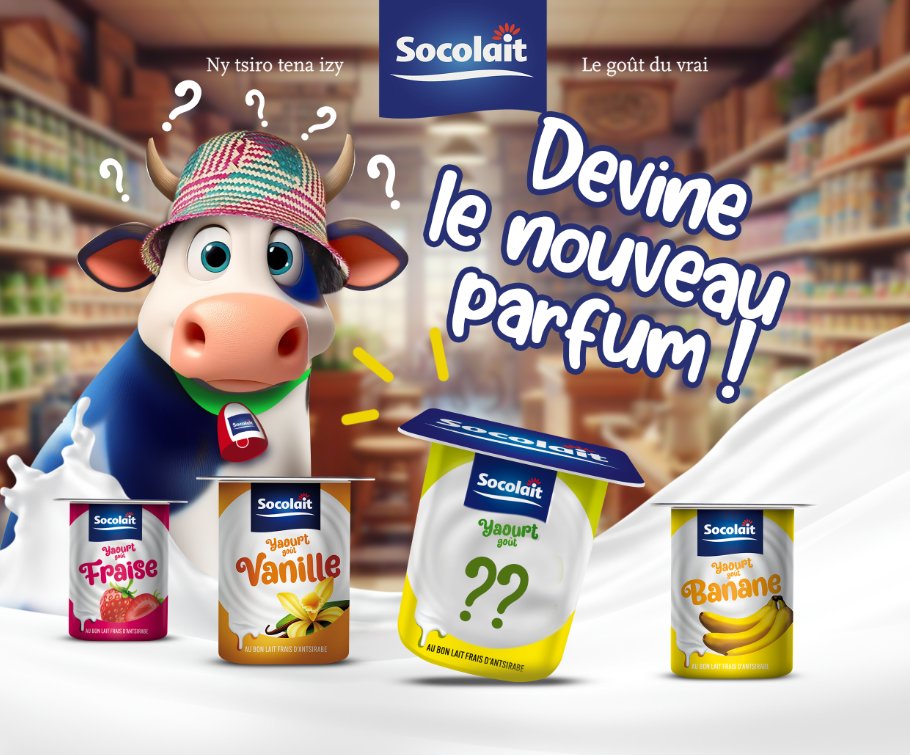 Ny tsiro tena izy
Socolait
Le goût du vrai
? ? ? ? ?
Devine
le nouveau
parfum !
Socolait
Socolait
Socolait
Yaourt
goût
Fraise
AU BON LAIT FRAIS D'ANTSIRABE
Socolait
Yaourt
goût
Vanille
AU BON LAIT FRAIS D'ANTSIRABE
Socolait
Yaourt
goût
??
AU BON LAIT FRAIS D'ANTSIRABE
Socolait
Yaourt
goût
Banane
AU BON LAIT FRAIS D'ANTSIRABE